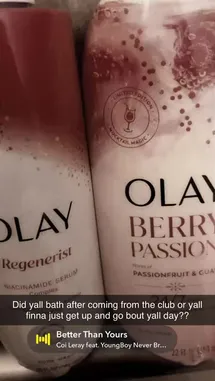 OLAY
Regenerist
NIACINAMIDE SERUM
OLAY
BERRY
PASSION
PASSIONFRUIT & GUA
Did yall bath after coming from the club or yall
finna just get up and go bout yall day??
Better Than Yours
Coi Leray feat. YoungBoy Never Br...